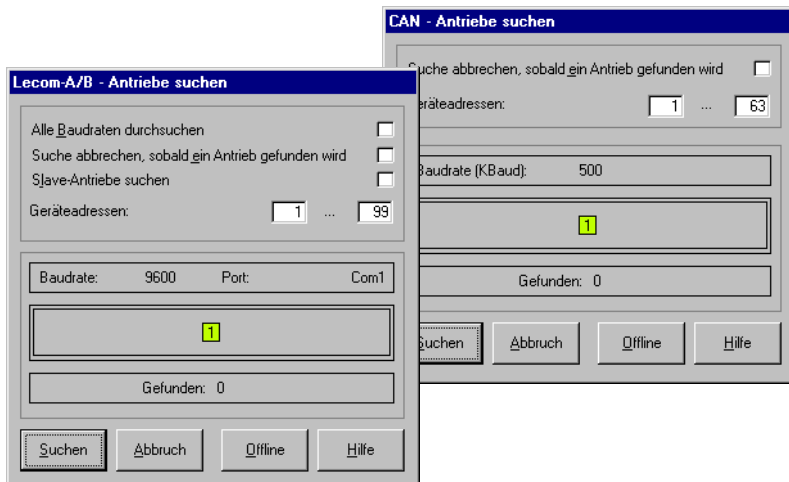 CAN - Antriebe suchen
Suche abbrechen, sobald ein Antrieb gefunden wird
Geräteadressen: 1 ... 63
Baudrate (KBaud): 500
1
Gefunden: 0
Suchen Abbruch Offline Hilfe
Lecom-A/B - Antriebe suchen
Alle Baudraten durchsuchen
Suche abbrechen, sobald ein Antrieb gefunden wird
Slave-Antriebe suchen
Geräteadressen: 1 ... 99
Baudrate: 9600 Port: Com1
1
Gefunden: 0
Suchen Abbruch Offline Hilfe